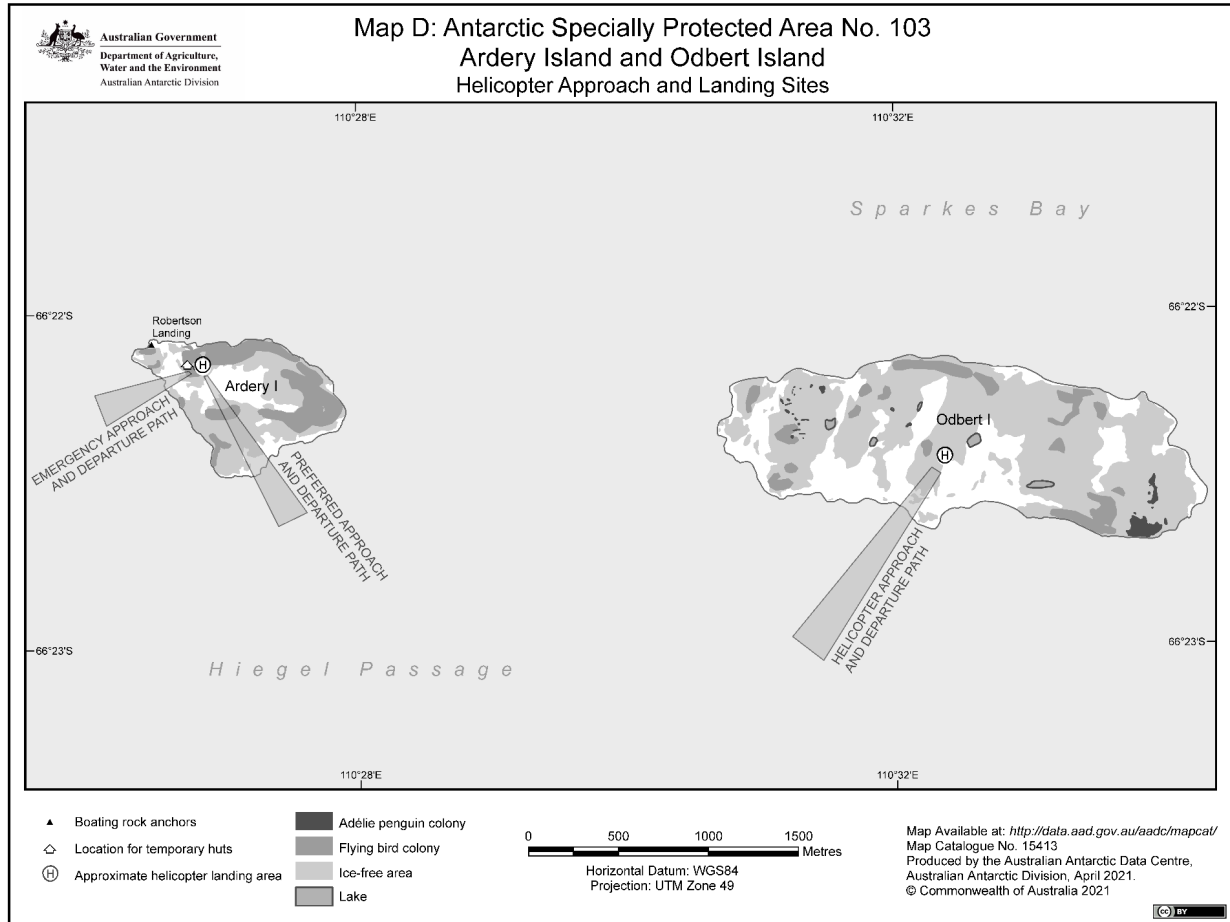 Australian Government
Department of Agriculture,
Water and the Environment
Australian Antarctic Division
Map D: Antarctic Specially Protected Area No. 103
Ardery Island and Odbert Island
Helicopter Approach and Landing Sites
110°28'E
110°32'E
Sparkes Bay
66°22'S
66°22'S
Robertson
Landing
H
Ardery I
EMERGENCY APPROACH
AND DEPARTURE PATH
PREFERRED APPROACH
AND DEPARTURE PATH
Odbert I
H
HELICOPTER APPROACH
AND DEPARTURE PATH
66°23'S
66°23'S
Hiegel Passage
110°28'E
110°32'E
Boating rock anchors
Location for temporary huts
H Approximate helicopter landing area
Adélie penguin colony
Flying bird colony
Ice-free area
Lake
0 500 1000 1500
Metres
Horizontal Datum: WGS84
Projection: UTM Zone 49
Map Available at: http://data.aad.gov.au/aadc/mapcat/
Map Catalogue No. 15413
Produced by the Australian Antarctic Data Centre,
Australian Antarctic Division, April 2021.
© Commonwealth of Australia 2021
cc BY